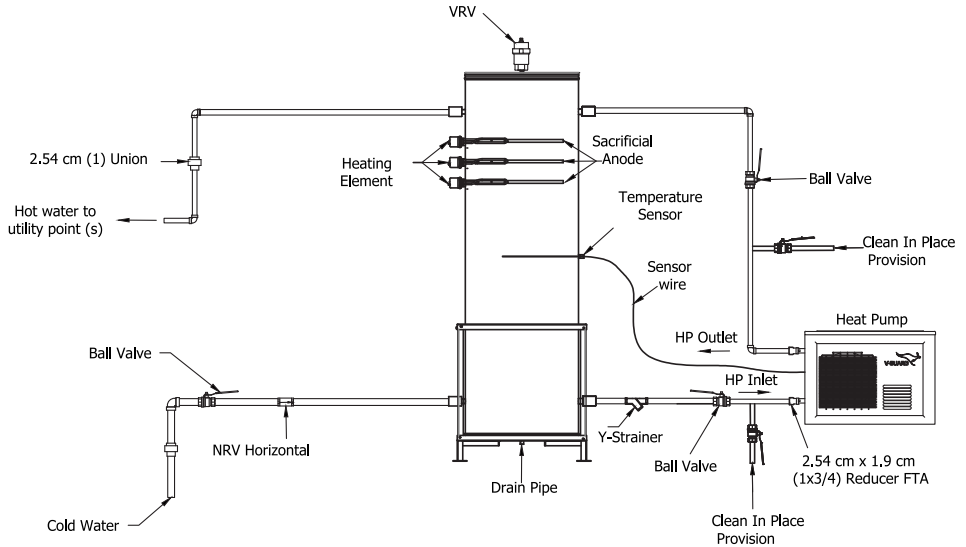 VRV
2.54 cm (1) Union
Heating
Element
Sacrificial
Anode
Ball Valve
Hot water to
utility point (s)
Temperature
Sensor
Clean In Place
Provision
Sensor
wire
Heat Pump
HP Outlet
V-GUARD
Ball Valve
HP Inlet
NRV Horizontal
Y-Strainer
Ball Valve
2.54 cm x 1.9 cm
(1x3/4) Reducer FTA
Drain Pipe
Cold Water
Clean In Place
Provision